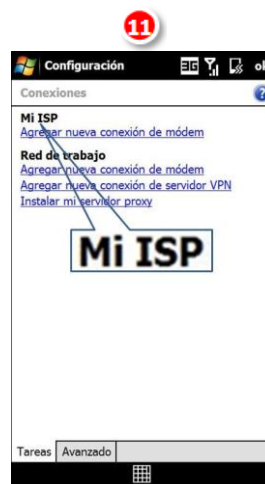 11
Configuración
3G
ok
Conexiones
?
Mi ISP
Agregar nueva conexión de módem
Red de trabajo
Agregar nueva conexión de módem
Agregar nueva conexión de servidor VPN
Instalar mi servidor proxy
Mi ISP
Tareas Avanzado